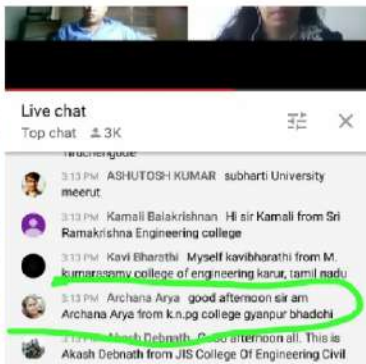 Live chat
Top chat 3K
Tiruchengode
3:13 PM ASHUTOSH KUMAR subharti University
meerut
3:13 PM Kamali Balakrishnan Hi sir Kamali from Sri
Ramakrishna Engineering college
3:13 PM Kavi Bharathi Myself kavibharathi from M.
kumarasamy college of engineering karur, tamil nadu
3:13 PM Archana Arya good afternoon sir am
Archana Arya from k.n.pg college gyanpur bhadohi
3:13 PM Akash Debnath Good afternoon all. This is
Akash Debnath from JIS College Of Engineering Civil